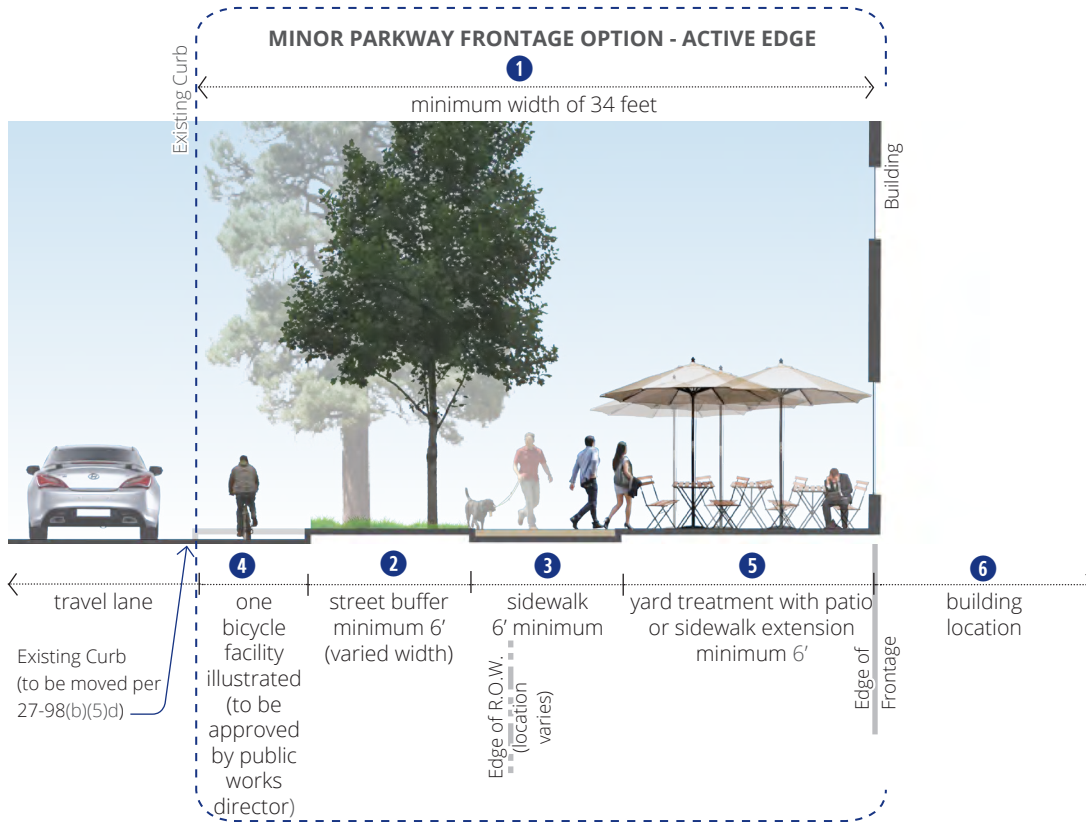 MINOR PARKWAY FRONTAGE OPTION - ACTIVE EDGE
1
minimum width of 34 feet
Existing Curb
Building
4
2
3
5
6
travel lane
one
bicycle
facility
illustrated
(to be
approved
by public
works
director)
street buffer
minimum 6'
(varied width)
sidewalk
6' minimum
yard treatment with patio
or sidewalk extension
minimum 6'
building
location
Existing Curb
(to be moved per
27-98(b)(5)d)
Edge of R.O.W.
(location
varies)
Edge of
Frontage